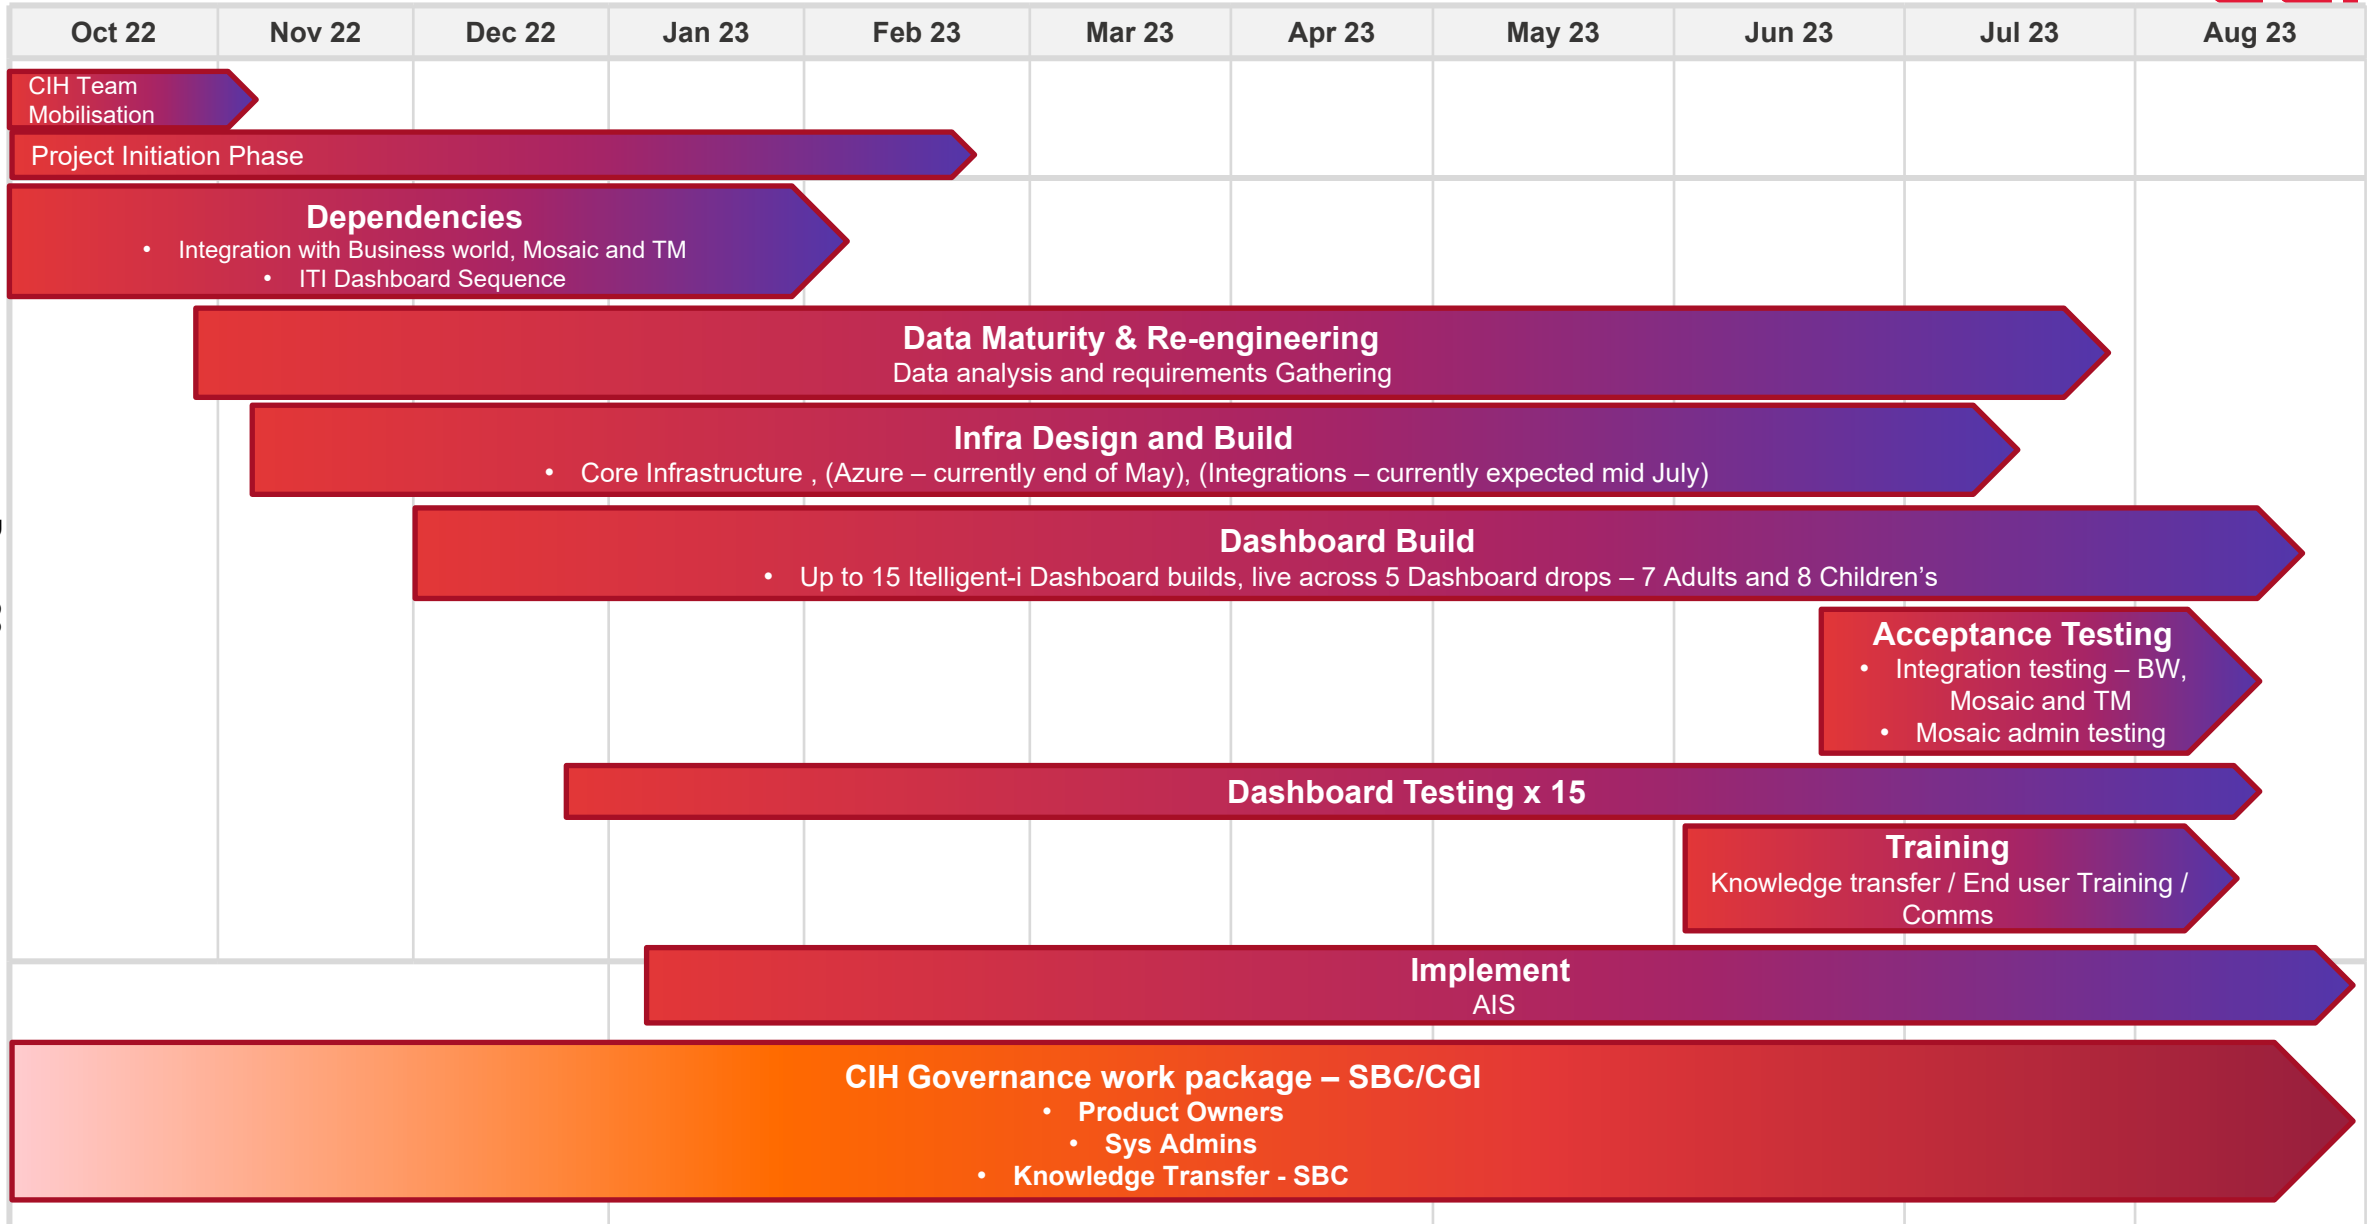 Oct 22
Nov 22
Dec 22
Jan 23
Feb 23
Mar 23
Apr 23
May 23
Jun 23
Jul 23
Aug 23
CIH Team
Mobilisation
Project Initiation Phase
Dependencies
• Integration with Business world, Mosaic and TM
• ITI Dashboard Sequence
Data Maturity & Re-engineering
Data analysis and requirements Gathering
Infra Design and Build
• Core Infrastructure , (Azure – currently end of May), (Integrations – currently expected mid July)
Dashboard Build
• Up to 15 Itelligent-i Dashboard builds, live across 5 Dashboard drops – 7 Adults and 8 Children’s
Acceptance Testing
• Integration testing – BW,
Mosaic and TM
• Mosaic admin testing
Dashboard Testing x 15
Training
Knowledge transfer / End user Training /
Comms
Implement
AIS
CIH Governance work package – SBC/CGI
• Product Owners
• Sys Admins
• Knowledge Transfer - SBC